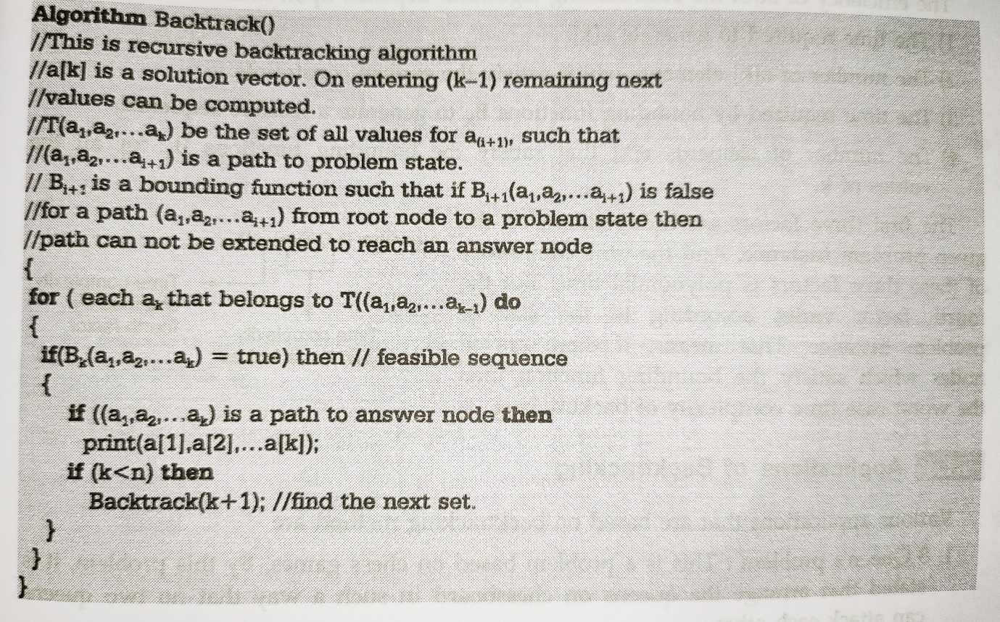 Algorithm Backtrack()
//This is recursive backtracking algorithm
//a[k] is a solution vector. On entering (k–1) remaining next
//values can be computed.
//T(a₁,a₂,...aₖ) be the set of all values for a₍ᵢ₊₁₎, such that
//(a₁,a₂,...aᵢ₊₁) is a path to problem state.
// Bᵢ₊₁ is a bounding function such that if Bᵢ₊₁(a₁,a₂,...aᵢ₊₁) is false
//for a path (a₁,a₂,...aᵢ₊₁) from root node to a problem state then
//path can not be extended to reach an answer node
{
for ( each aₖ that belongs to T((a₁,a₂,...aₖ₋₁) do
{
if(Bₖ(a₁,a₂,...aₖ) = true) then // feasible sequence
{
if ((a₁,a₂,...aₖ) is a path to answer node then
print(a[1],a[2],...a[k]);
if (k<n) then
Backtrack(k+1); //find the next set.
}
}
}